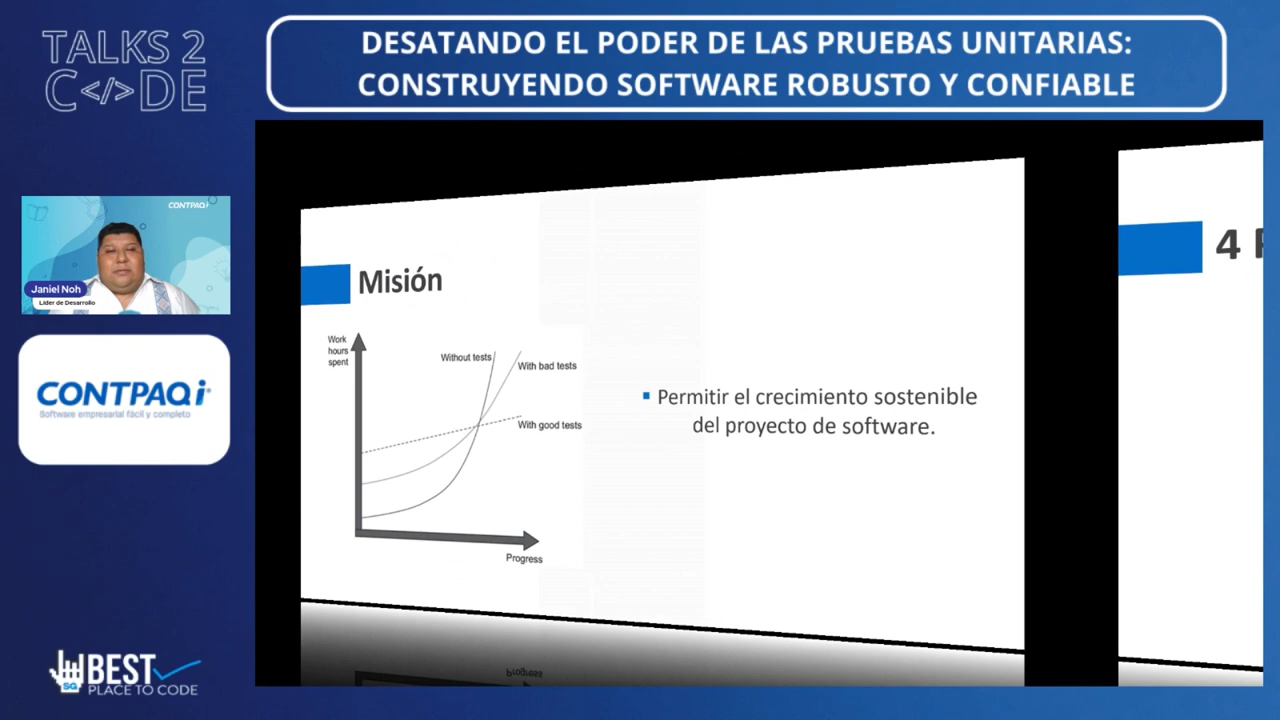 TALKS 2
C</>DE
DESATANDO EL PODER DE LAS PRUEBAS UNITARIAS:
CONSTRUYENDO SOFTWARE ROBUSTO Y CONFIABLE
CONTPAQi
Janiel Noh
Líder de Desarrollo
CONTPAQi®
Software empresarial fácil y completo
SG
BEST
PLACE TO CODE
Misión
Work
hours
spent
Without tests
With bad tests
With good tests
Progress
▪ Permitir el crecimiento sostenible
del proyecto de software.
4
Progress